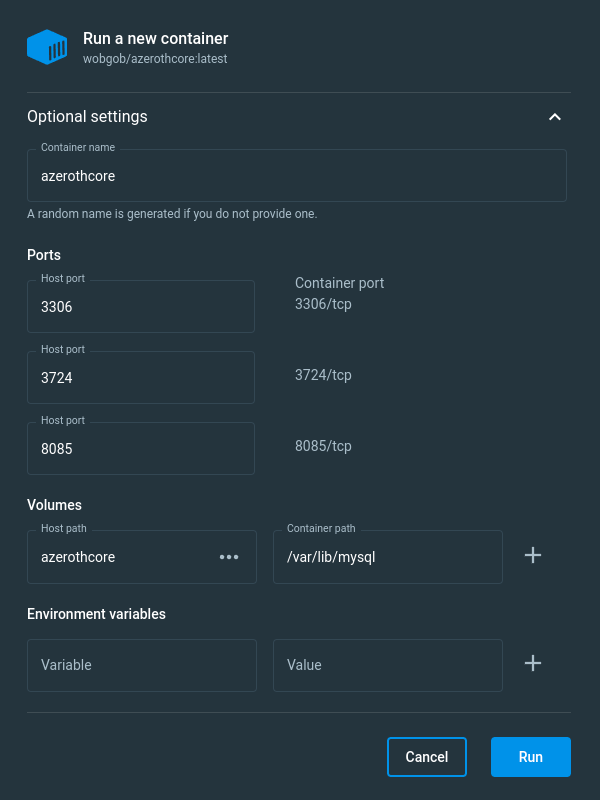 Run a new container
wobgob/azerothcore:latest
Optional settings
Container name
azerothcore
A random name is generated if you do not provide one.
Ports
Host port
3306
Container port
3306/tcp
Host port
3724
3724/tcp
Host port
8085
8085/tcp
Volumes
Host path
azerothcore
Container path
/var/lib/mysql
Environment variables
Variable
Value
Cancel
Run